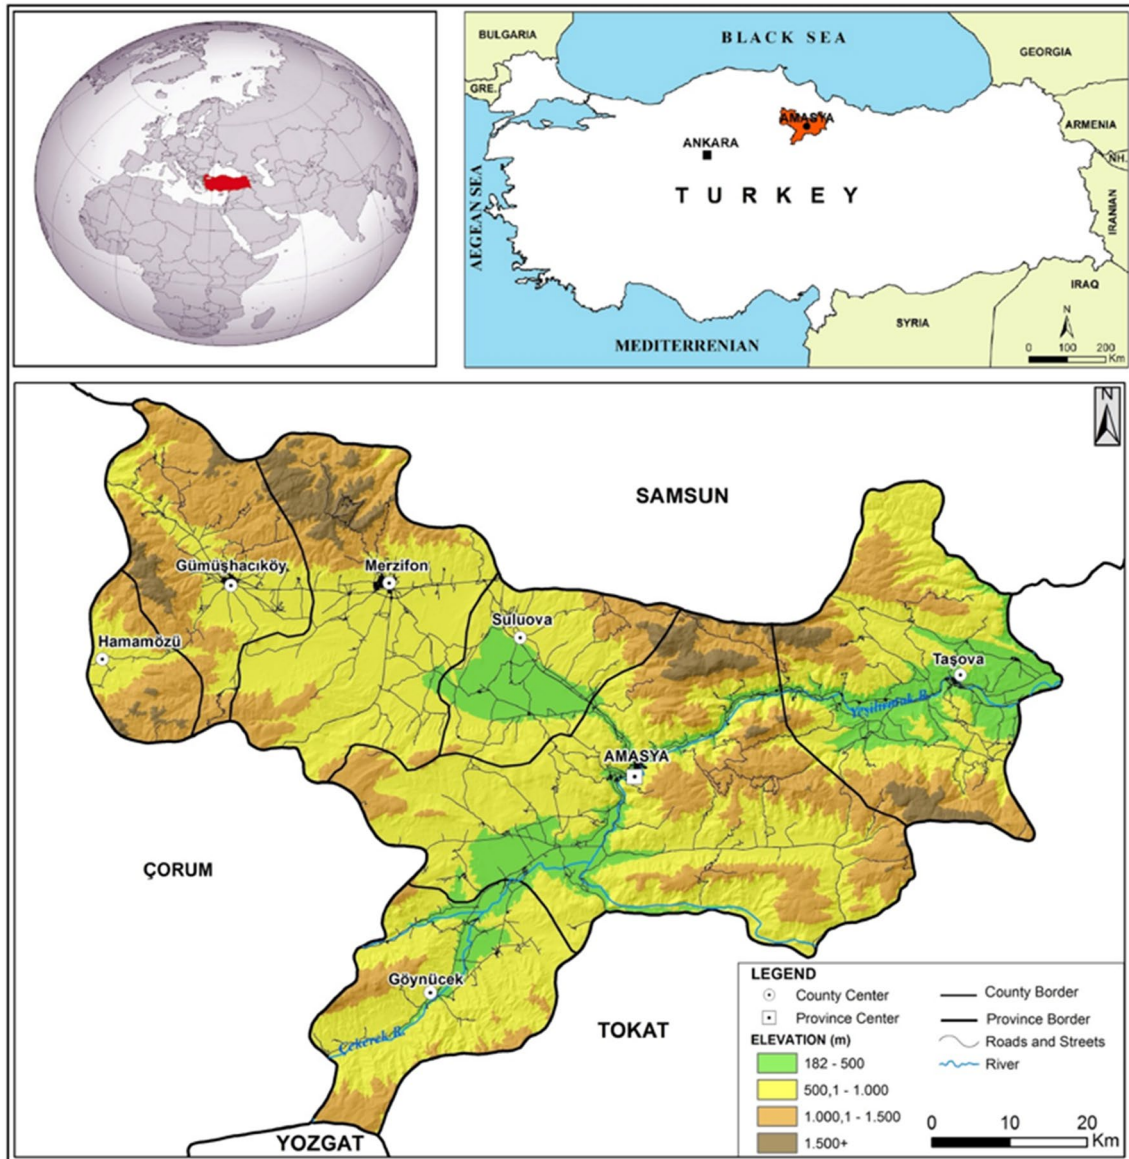 BULGARIA
BLACK SEA
GEORGIA
GRE.
AMASYA
ARMENIA
ANKARA
NH.
TURKEY
AEGEAN SEA
IRANIAN
IRAQ
SYRIA
N
MEDITERRENIAN
0 100 200
Km
N
SAMSUN
Gümüşhacıköy
Merzifon
Suluova
Hamamözü
Taşova
Yeşilırmak R.
AMASYA
ÇORUM
Göynücek
TOKAT
Çekerek R.
YOZGAT
LEGEND
County Center
Province Center
County Border
Province Border
Roads and Streets
River
ELEVATION (m)
182 - 500
500,1 - 1.000
1.000,1 - 1.500
1.500+
0 10 20
Km